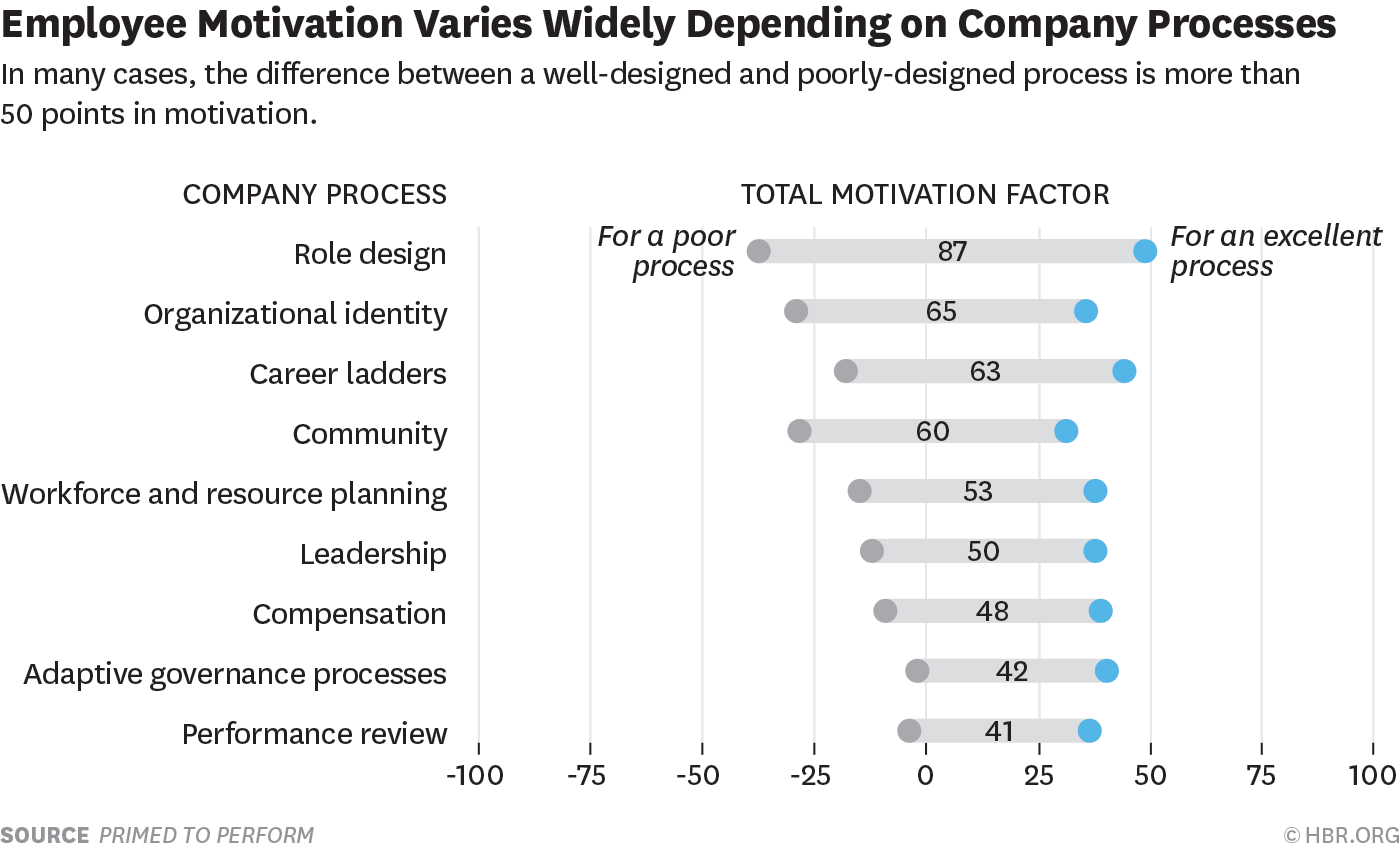 Employee Motivation Varies Widely Depending on Company Processes
In many cases, the difference between a well-designed and poorly-designed process is more than
50 points in motivation.
COMPANY PROCESS
TOTAL MOTIVATION FACTOR
For a poor
process
For an excellent
process
Role design
87
Organizational identity
65
Career ladders
63
Community
60
Workforce and resource planning
53
Leadership
50
Compensation
48
Adaptive governance processes
42
Performance review
41
-100 -75 -50 -25 0 25 50 75 100
SOURCE PRIMED TO PERFORM
© HBR.ORG